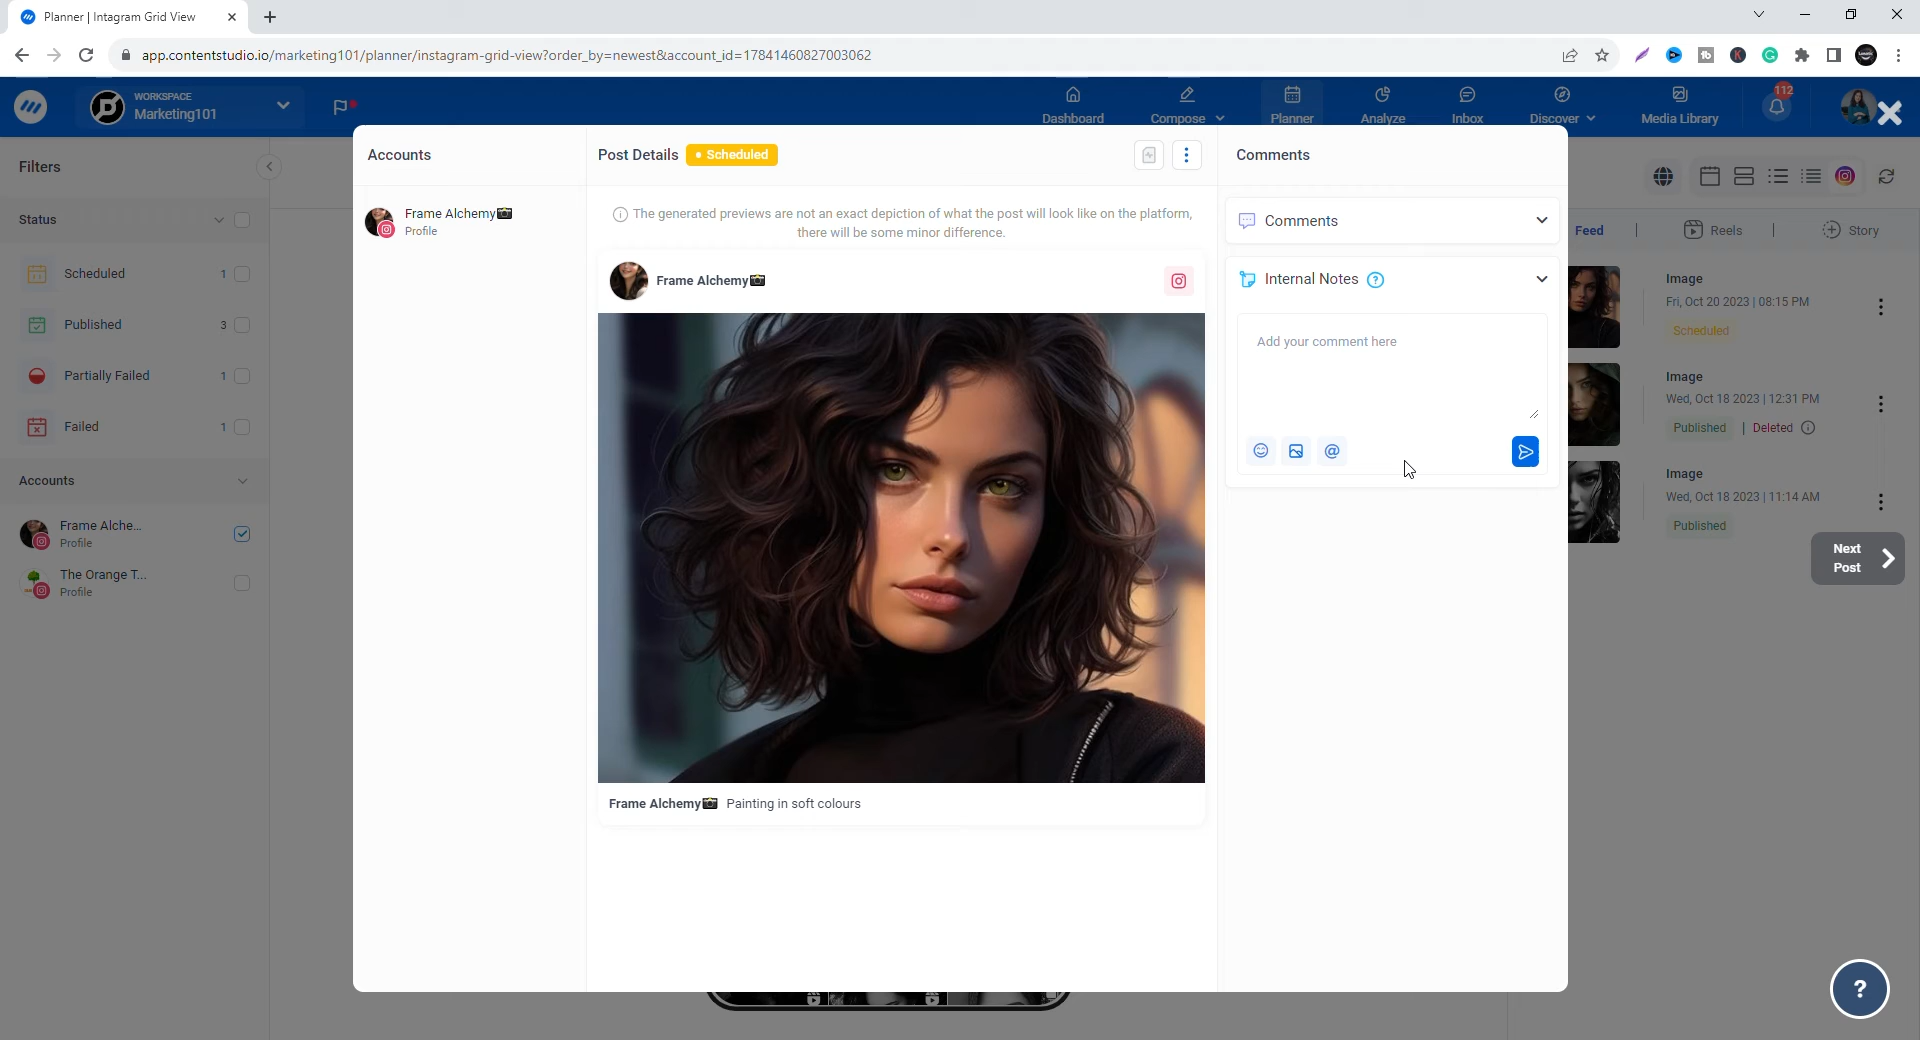 Planner | Intagram Grid View
app.contentstudio.io/marketing101/planner/instagram-grid-view?order_by=newest&account_id=17841460827003062
WORKSPACE
Marketing101
Dashboard
Compose
Planner
Analyze
Inbox
Discover
Media Library
112
Filters
Status
Scheduled 1
Published 3
Partially Failed 1
Failed 1
Accounts
Frame Alche...
Profile
The Orange T...
Profile
Accounts
Frame Alchemy📸
Profile
Post Details • Scheduled
The generated previews are not an exact depiction of what the post will look like on the platform,
there will be some minor difference.
Frame Alchemy📸
Frame Alchemy📸 Painting in soft colours
Comments
Comments
Internal Notes ?
Add your comment here
@
Feed | Reels | Story
Image
Fri, Oct 20 2023 | 08:15 PM
Scheduled
Image
Wed, Oct 18 2023 | 12:31 PM
Published | Deleted
Image
Wed, Oct 18 2023 | 11:14 AM
Published
Next
Post
?